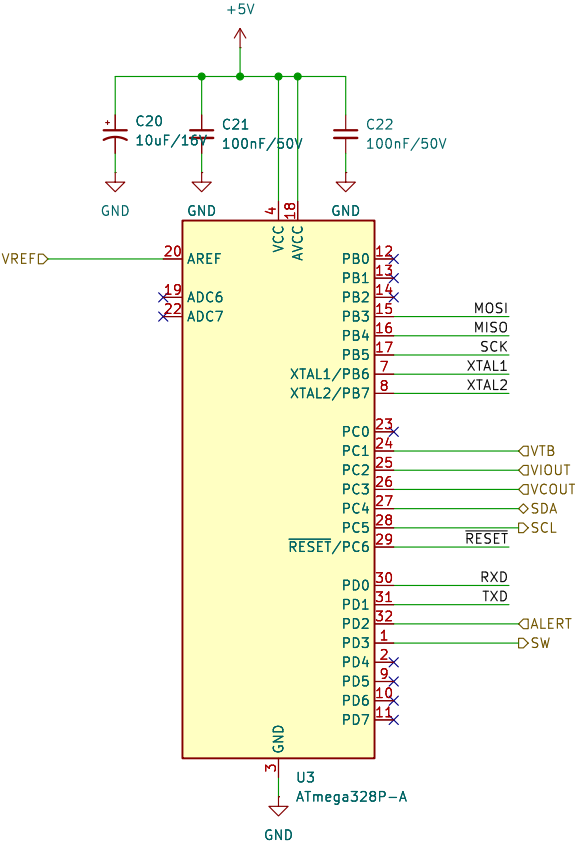 +5V
+
C20
10uF/16V
C21
100nF/50V
C22
100nF/50V
GND
GND
GND
4
18
VCC
AVCC
VREF
20
AREF
19
ADC6
22
ADC7
PB0
12
PB1
13
PB2
14
PB3
15
MOSI
PB4
16
MISO
PB5
17
SCK
XTAL1/PB6
7
XTAL1
XTAL2/PB7
8
XTAL2
PC0
23
PC1
24
VTB
PC2
25
VIOUT
PC3
26
VCOUT
PC4
27
SDA
PC5
28
SCL
RESET/PC6
29
RESET
PD0
30
RXD
PD1
31
TXD
PD2
32
ALERT
PD3
1
SW
PD4
2
PD5
9
PD6
10
PD7
11
GND
3
U3
ATmega328P-A
GND